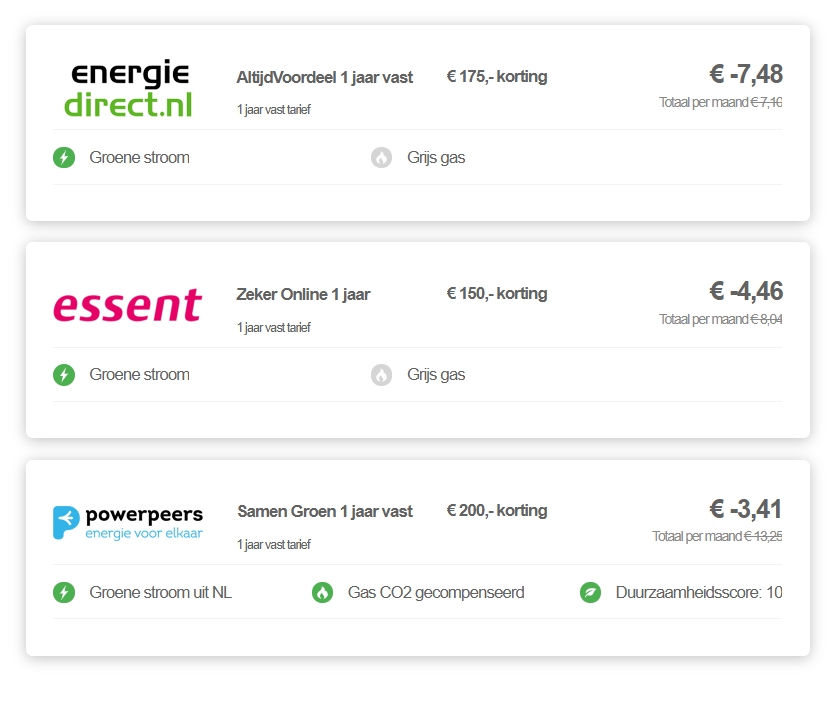 energie
direct.nl
AltijdVoordeel 1 jaar vast
€ 175,- korting
€ -7,48
1 jaar vast tarief
Totaal per maand € 7,10
Groene stroom
Grijs gas
essent
Zeker Online 1 jaar
€ 150,- korting
€ -4,46
1 jaar vast tarief
Totaal per maand € 8,04
Groene stroom
Grijs gas
powerpeers
energie voor elkaar
Samen Groen 1 jaar vast
€ 200,- korting
€ -3,41
1 jaar vast tarief
Totaal per maand € 13,25
Groene stroom uit NL
Gas CO2 gecompenseerd
Duurzaamheidsscore: 10